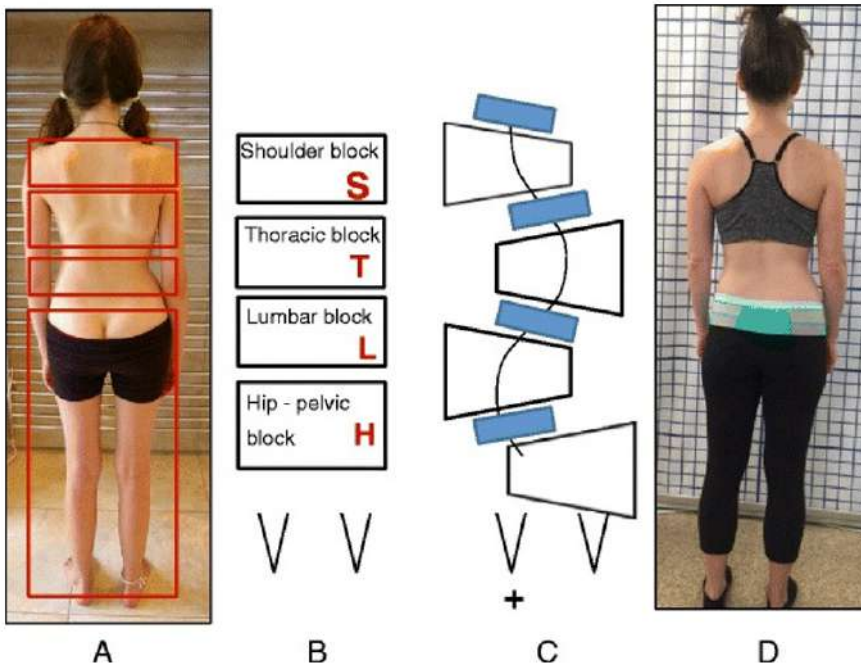 Shoulder block
S
Thoracic block
T
Lumbar block
L
Hip - pelvic
block
H
+
A
B
C
D